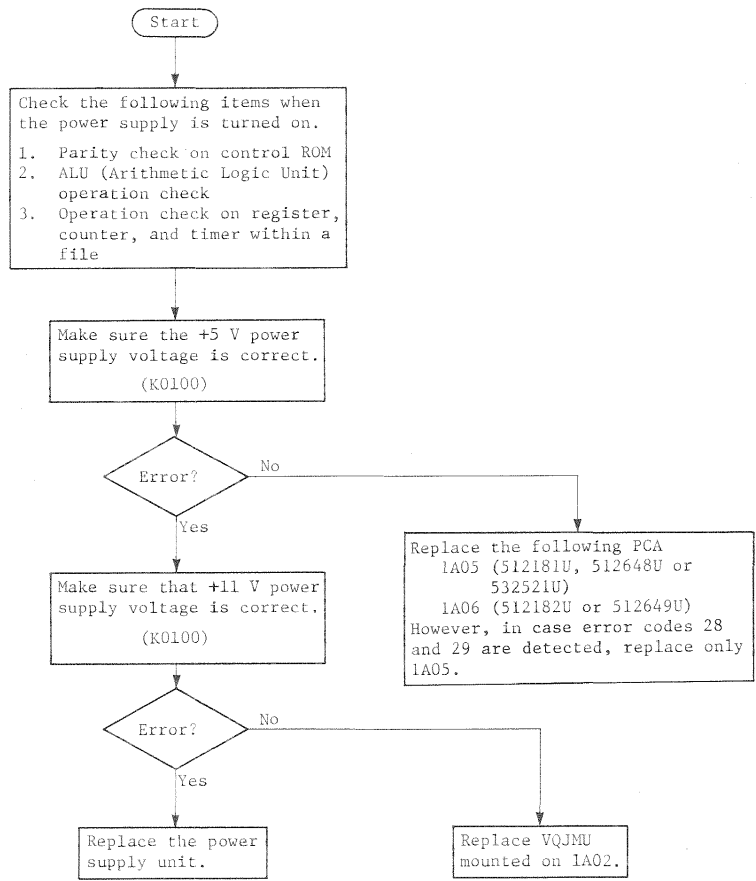 Start
Check the following items when
the power supply is turned on.
1. Parity check on control ROM
2. ALU (Arithmetic Logic Unit)
operation check
3. Operation check on register,
counter, and timer within a
file
Make sure the +5 V power
supply voltage is correct.
(K0100)
Error?
No
Yes
Replace the following PCA
1A05 (512181U, 512648U or
532521U)
1A06 (512182U or 512649U)
However, in case error codes 28
and 29 are detected, replace only
1A05.
Make sure that +11 V power
supply voltage is correct.
(K0100)
Error?
No
Yes
Replace the power
supply unit.
Replace VQJMU
mounted on 1A02.